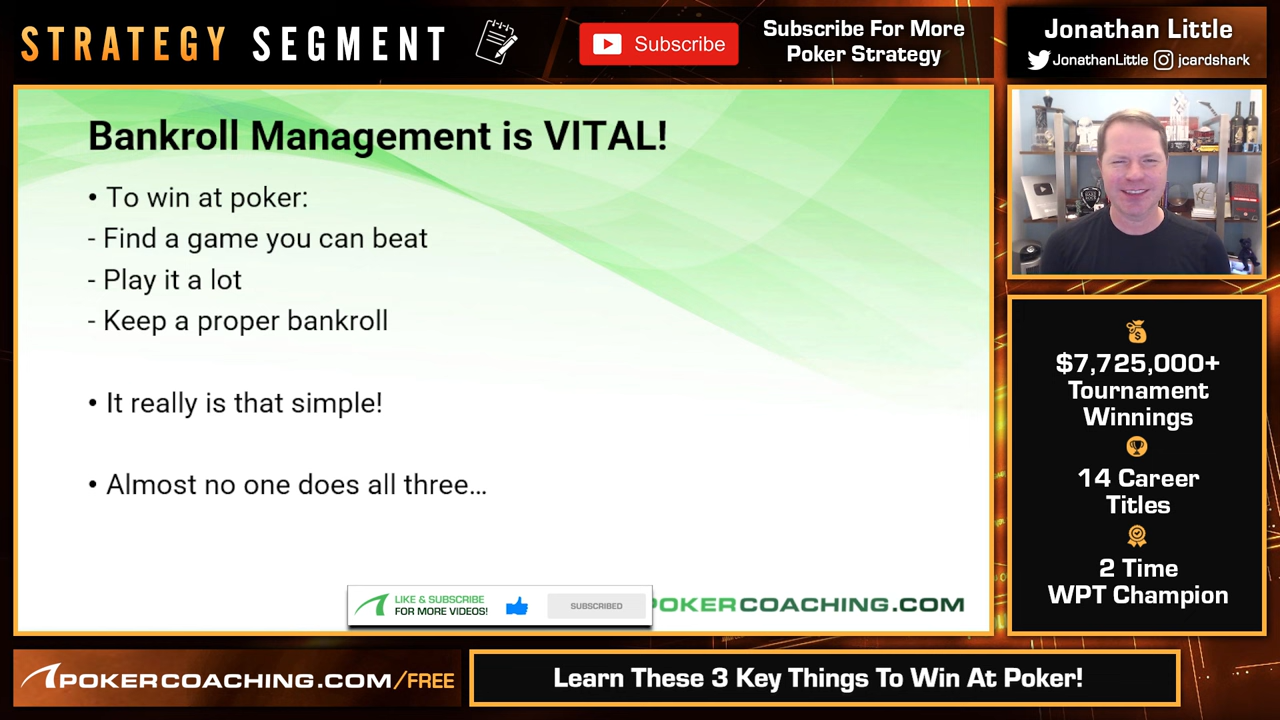 STRATEGY SEGMENT
Subscribe
Subscribe For More
Poker Strategy
Jonathan Little
JonathanLittle jcardshark
Bankroll Management is VITAL!
• To win at poker:
- Find a game you can beat
- Play it a lot
- Keep a proper bankroll
• It really is that simple!
• Almost no one does all three...
LIKE & SUBSCRIBE
FOR MORE VIDEOS!
SUBSCRIBED
POKERCOACHING.COM
$7,725,000+
Tournament
Winnings
14 Career
Titles
2 Time
WPT Champion
POKERCOACHING.COM/FREE
Learn These 3 Key Things To Win At Poker!